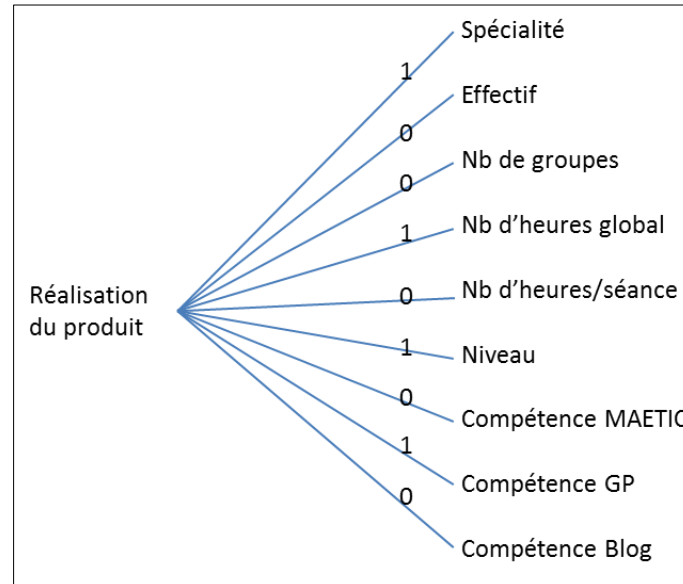 Spécialité
1
Effectif
0
Nb de groupes
0
Nb d’heures global
1
Réalisation
du produit
0
Nb d’heures/séance
1
Niveau
0
Compétence MAETIC
1
Compétence GP
0
Compétence Blog